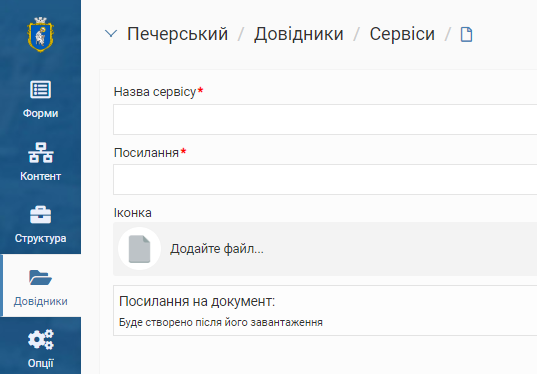 Печерський / Довідники / Сервіси /
Форми
Контент
Структура
Довідники
Опції
Назва сервісу*
Посилання*
Іконка
Додайте файл...
Посилання на документ:
Буде створено після його завантаження